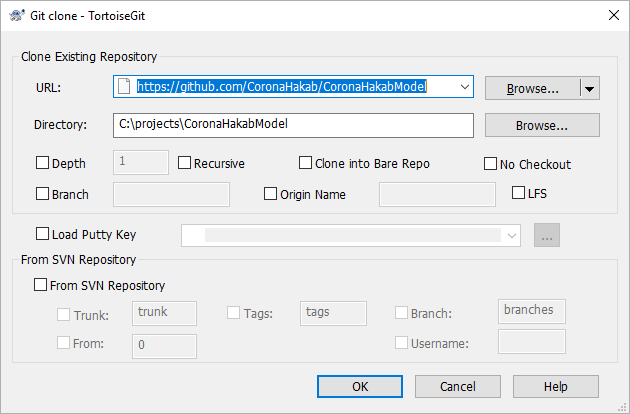 Git clone - TortoiseGit
Clone Existing Repository
URL: https://github.com/CoronaHakab/CoronaHakabModel Browse...
Directory: C:\projects\CoronaHakabModel Browse...
Depth 1 Recursive Clone into Bare Repo No Checkout
Branch Origin Name LFS
Load Putty Key ...
From SVN Repository
From SVN Repository
Trunk: trunk Tags: tags Branch: branches
From: 0 Username:
OK Cancel Help